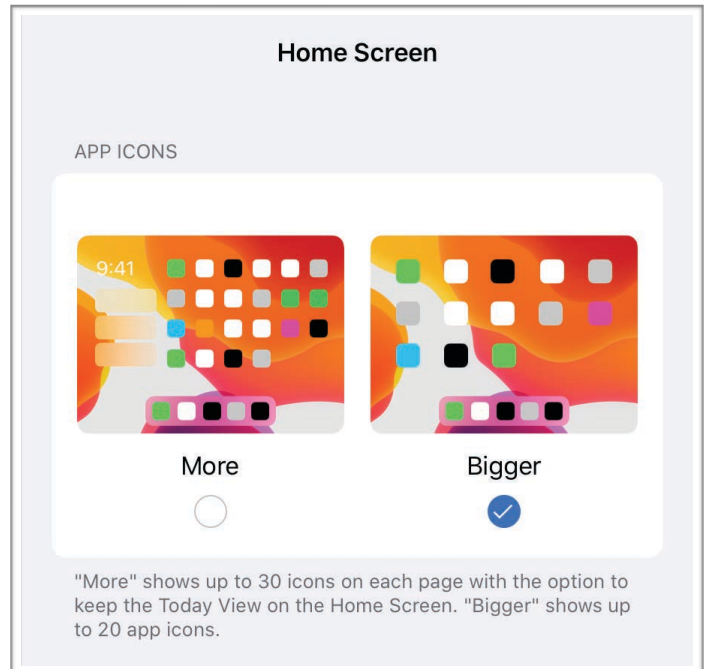 Home Screen
APP ICONS
9:41
More
Bigger
"More" shows up to 30 icons on each page with the option to
keep the Today View on the Home Screen. "Bigger" shows up
to 20 app icons.